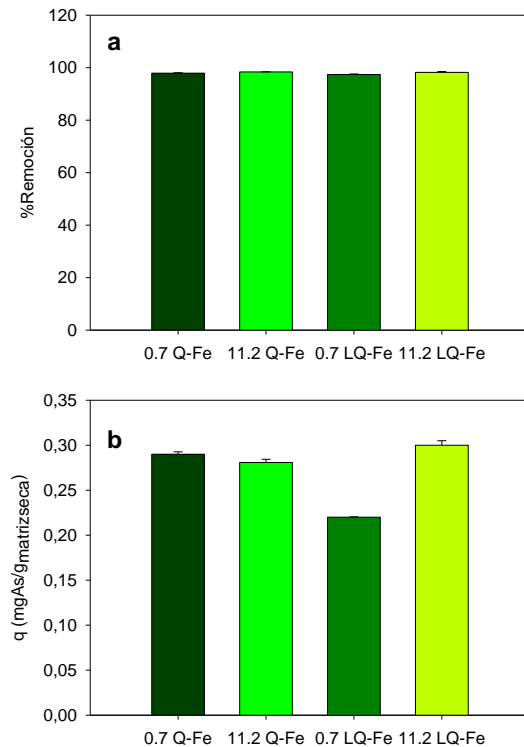 a
%Remoción
120
100
80
60
40
20
0
0.7 Q-Fe 11.2 Q-Fe 0.7 LQ-Fe 11.2 LQ-Fe
b
q (mgAs/gmatrizseca)
0,35
0,30
0,25
0,20
0,15
0,10
0,05
0,00
0.7 Q-Fe 11.2 Q-Fe 0.7 LQ-Fe 11.2 LQ-Fe